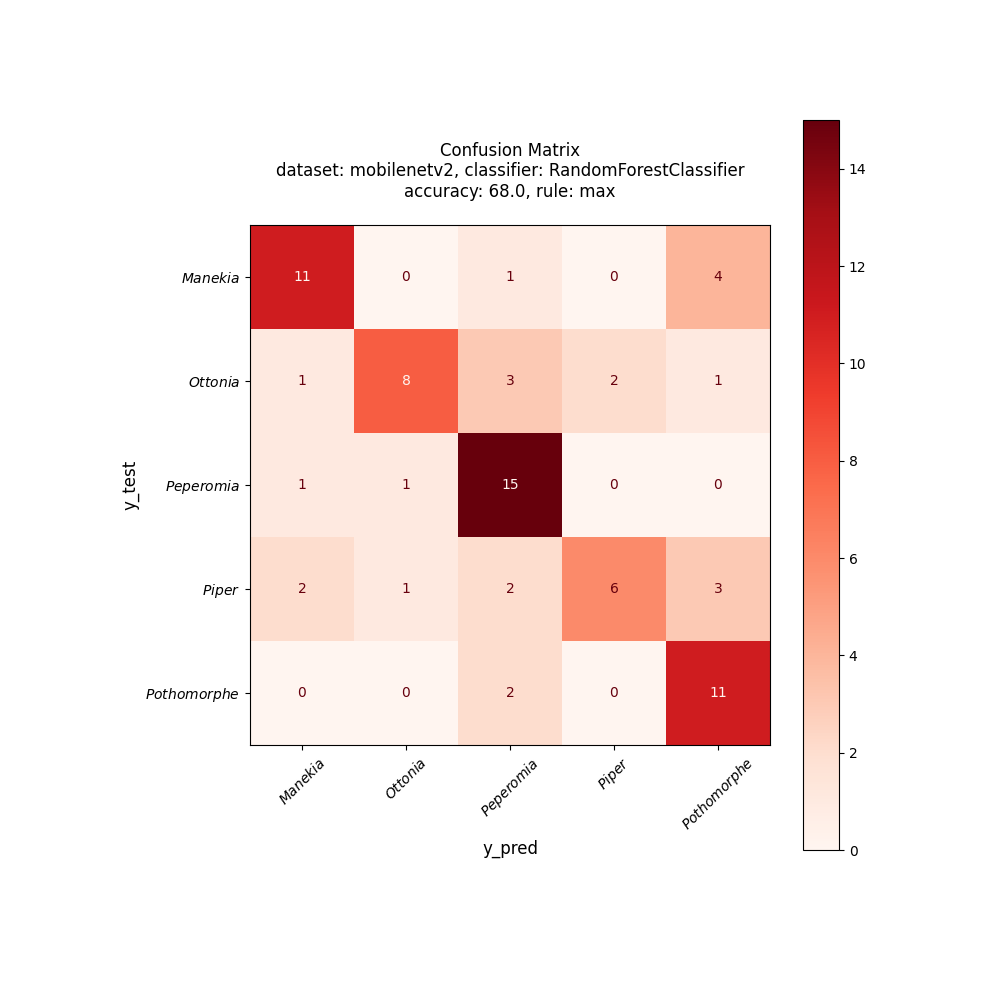 Confusion Matrix
dataset: mobilenetv2, classifier: RandomForestClassifier
accuracy: 68.0, rule: max
Manekia 11 0 1 0 4
Ottonia 1 8 3 2 1
Peperomia 1 1 15 0 0
Piper 2 1 2 6 3
Pothomorphe 0 0 2 0 11
Manekia Ottonia Peperomia Piper Pothomorphe
y_pred
y_test
14
12
10
8
6
4
2
0